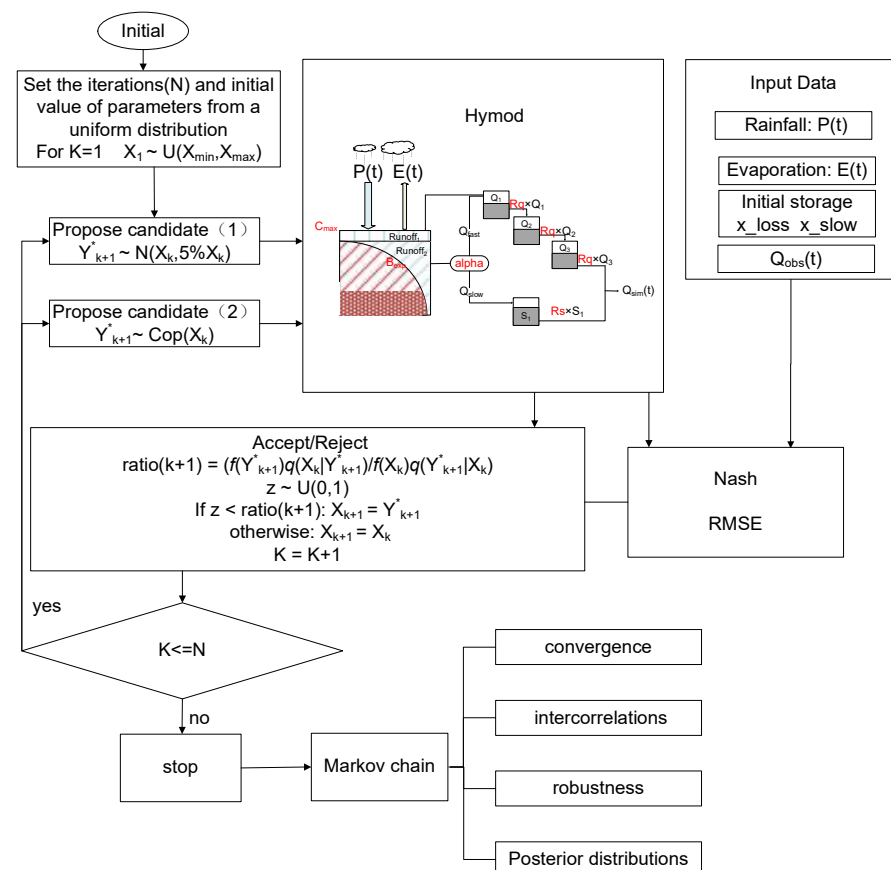 Initial
Set the iterations(N) and initial
value of parameters from a
uniform distribution
For K=1 X₁ ~ U(Xₘᵢₙ,Xₘₐₓ)
Propose candidate（1）
Y*ₖ₊₁ ~ N(Xₖ,5%Xₖ)
Propose candidate（2）
Y*ₖ₊₁~ Cop(Xₖ)
Hymod
P(t) E(t)
Cₘₐₓ
Runoff₁
Runoff₂
Bₑₓₚ
alpha
Qfast
Qslow
Q₁
Rq×Q₁
Q₂
Rq×Q₂
Q₃
Rq×Q₃
Qsim(t)
S₁
Rs×S₁
Input Data
Rainfall: P(t)
Evaporation: E(t)
Initial storage
x_loss x_slow
Qobs(t)
Accept/Reject
ratio(k+1) = (f(Y*ₖ₊₁)q(Xₖ|Y*ₖ₊₁)/f(Xₖ)q(Y*ₖ₊₁|Xₖ)
z ~ U(0,1)
If z < ratio(k+1): Xₖ₊₁ = Y*ₖ₊₁
otherwise: Xₖ₊₁ = Xₖ
K = K+1
Nash
RMSE
yes
K<=N
no
stop
Markov chain
convergence
intercorrelations
robustness
Posterior distributions